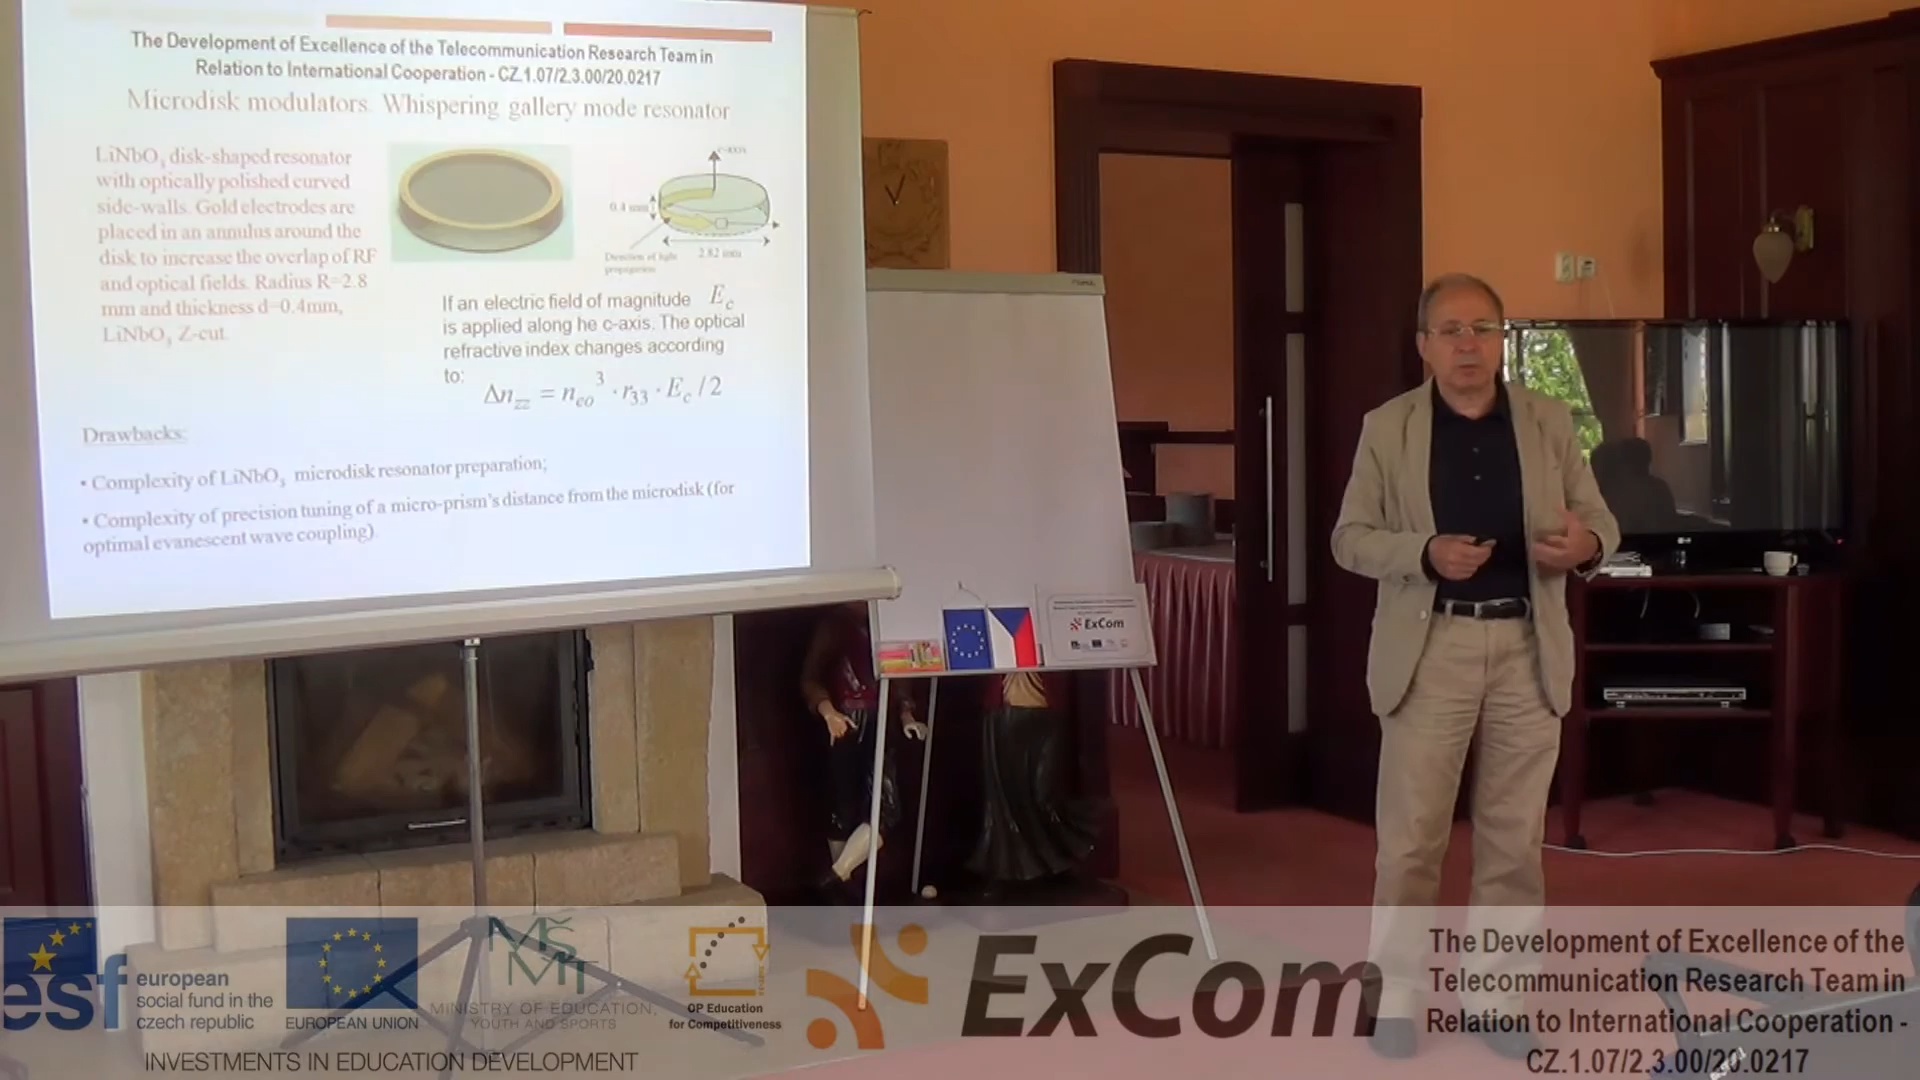 The Development of Excellence of the Telecommunication Research Team in
Relation to International Cooperation - CZ.1.07/2.3.00/20.0217
Microdisk modulators. Whispering gallery mode resonator
LiNbO3 disk-shaped resonator
with optically polished curved
side-walls. Gold electrodes are
placed in an annulus around the
disk to increase the overlap of RF
and optical fields. Radius R=2.8
mm and thickness d=0.4mm,
LiNbO3 Z-cut.
c-axis
0.4 mm
2.82 mm
Direction of light
propagation
If an electric field of magnitude Ec
is applied along he c-axis. The optical
refractive index changes according
to:
Δnzz = neo³ · r33 · Ec / 2
Drawbacks:
• Complexity of LiNbO3 microdisk resonator preparation;
• Complexity of precision tuning of a micro-prism's distance from the microdisk (for
optimal evanescent wave coupling).
ExCom
LG
esf
european
social fund in the
czech republic
EUROPEAN UNION
MŠ
MT
MINISTRY OF EDUCATION,
YOUTH AND SPORTS
OP Education
for Competitiveness
INVESTMENTS IN EDUCATION DEVELOPMENT
ExCom
The Development of Excellence of the
Telecommunication Research Team in
Relation to International Cooperation -
CZ.1.07/2.3.00/20.0217